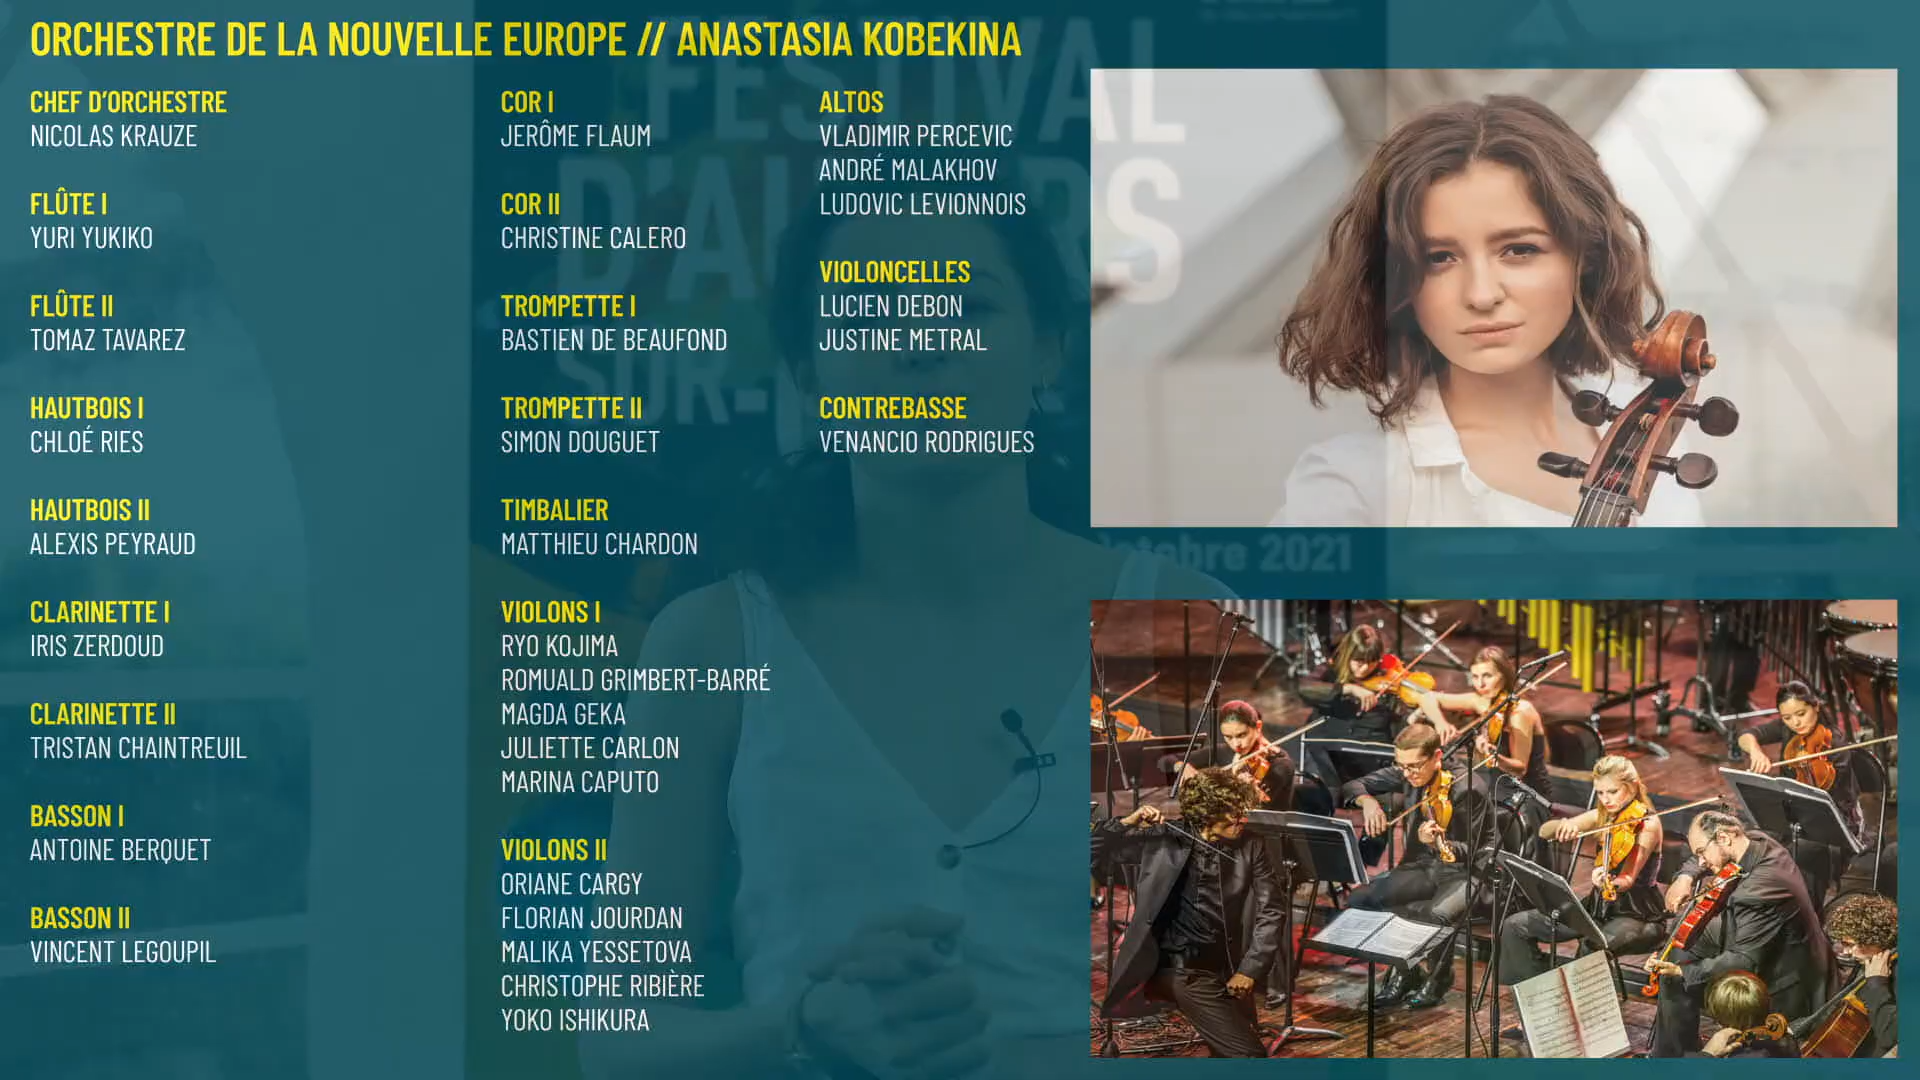 ORCHESTRE DE LA NOUVELLE EUROPE // ANASTASIA KOBEKINA
CHEF D'ORCHESTRE
NICOLAS KRAUZE
FLÛTE I
YURI YUKIKO
FLÛTE II
TOMAZ TAVAREZ
HAUTBOIS I
CHLOÉ RIES
HAUTBOIS II
ALEXIS PEYRAUD
CLARINETTE I
IRIS ZERDOUD
CLARINETTE II
TRISTAN CHAINTREUIL
BASSON I
ANTOINE BERQUET
BASSON II
VINCENT LEGOUPIL
COR I
JERÔME FLAUM
COR II
CHRISTINE CALERO
TROMPETTE I
BASTIEN DE BEAUFOND
TROMPETTE II
SIMON DOUGUET
TIMBALIER
MATTHIEU CHARDON
VIOLONS I
RYO KOJIMA
ROMUALD GRIMBERT-BARRÉ
MAGDA GEKA
JULIETTE CARLON
MARINA CAPUTO
VIOLONS II
ORIANE CARGY
FLORIAN JOURDAN
MALIKA YESSETOVA
CHRISTOPHE RIBIÈRE
YOKO ISHIKURA
ALTOS
VLADIMIR PERCEVIC
ANDRÉ MALAKHOV
LUDOVIC LEVIONNOIS
VIOLONCELLES
LUCIEN DEBON
JUSTINE METRAL
CONTREBASSE
VENANCIO RODRIGUES
FESTIVAL
SUR-
2021